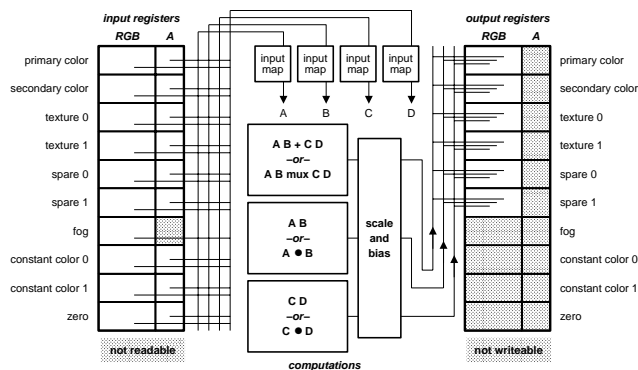 input registers
RGB A
primary color
secondary color
texture 0
texture 1
spare 0
spare 1
fog
constant color 0
constant color 1
zero
not readable
input map
input map
input map
input map
A B C D
A B + C D
–or–
A B mux C D
A B
–or–
A ● B
C D
–or–
C ● D
scale
and
bias
computations
output registers
RGB A
primary color
secondary color
texture 0
texture 1
spare 0
spare 1
fog
constant color 0
constant color 1
zero
not writeable